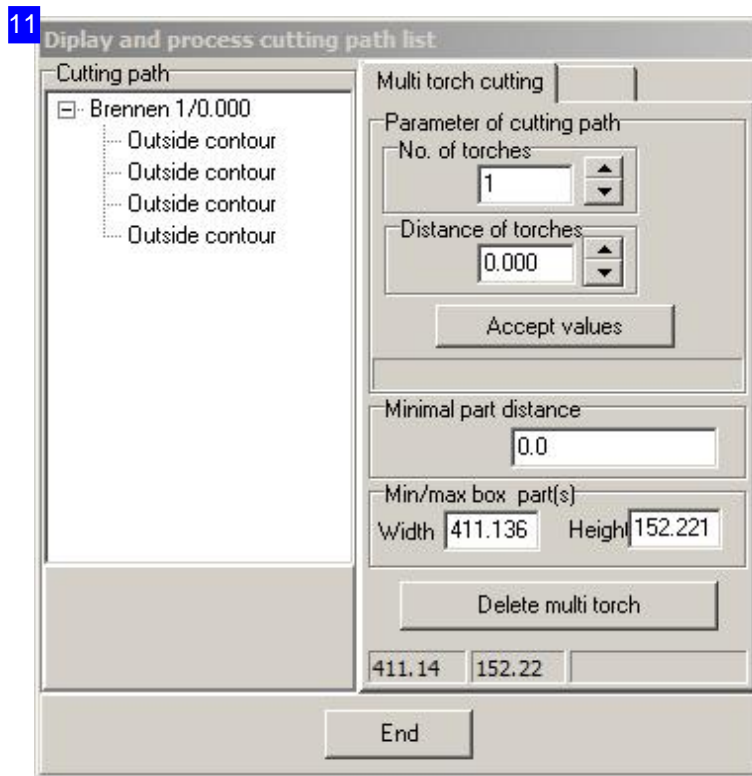 11
Diplay and process cutting path list
Cutting path
Brennen 1/0.000
Outside contour
Outside contour
Outside contour
Outside contour
Multi torch cutting
Parameter of cutting path
No. of torches
1
Distance of torches
0.000
Accept values
Minimal part distance
0.0
Min/max box part(s)
Width 411.136 Height 152.221
Delete multi torch
411.14 152.22
End